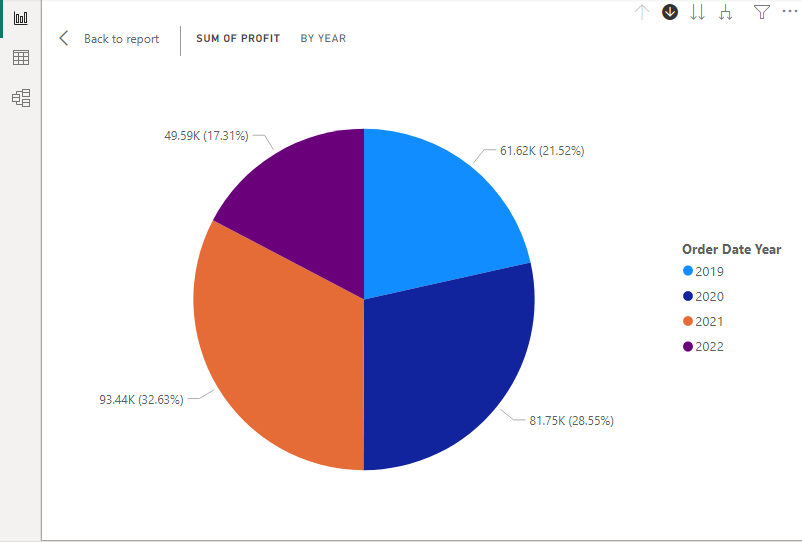 Back to report
SUM OF PROFIT
BY YEAR
49.59K (17.31%)
61.62K (21.52%)
93.44K (32.63%)
81.75K (28.55%)
Order Date Year
2019
2020
2021
2022